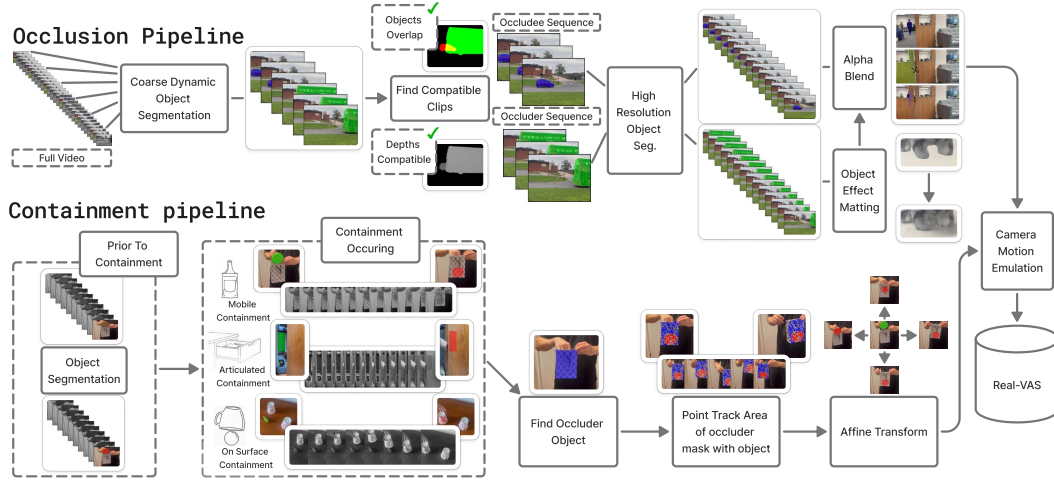 Occlusion Pipeline
Full Video
Coarse Dynamic
Object
Segmentation
Objects
Overlap
Find Compatible
Clips
Depths
Compatible
Occludee Sequence
Occluder Sequence
High
Resolution
Object
Seg.
Alpha
Blend
Object
Effect
Matting
Containment pipeline
Prior To
Containment
Object
Segmentation
Containment
Occuring
Mobile
Containment
Articulated
Containment
On Surface
Containment
Find Occluder
Object
Point Track Area
of occluder
mask with object
Affine Transform
Camera
Motion
Emulation
Real-VAS